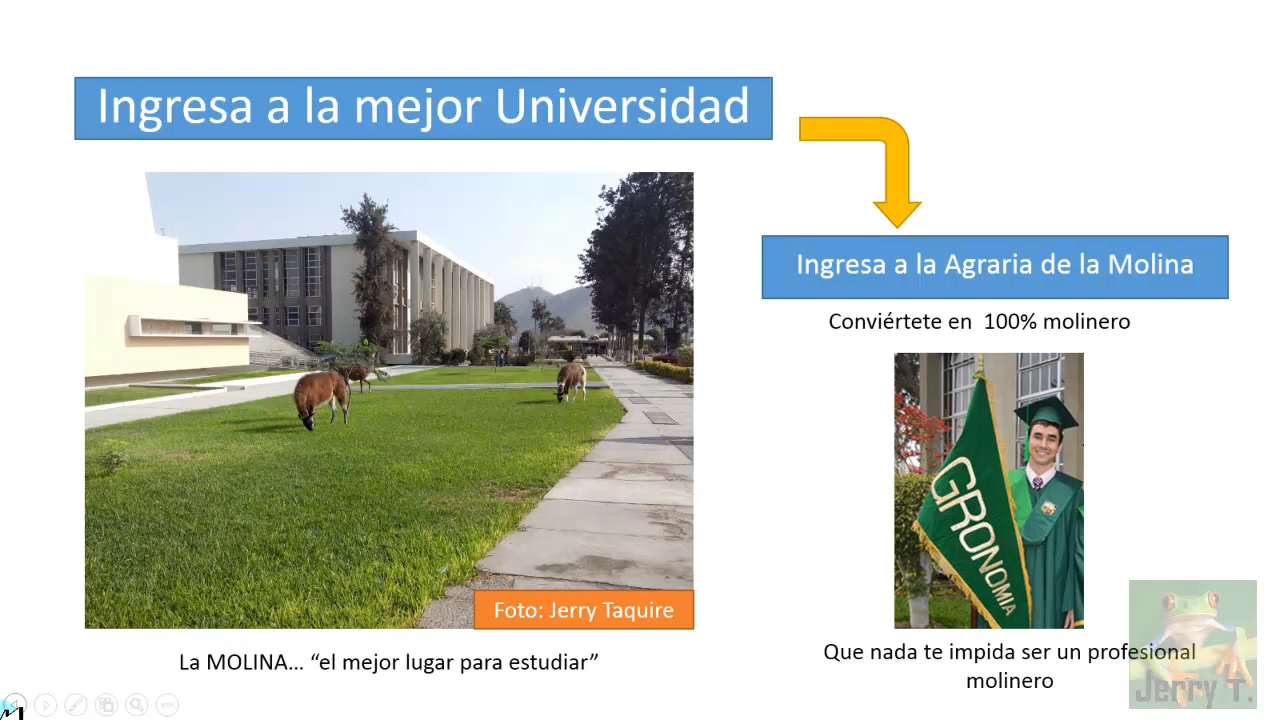 Ingresa a la mejor Universidad
Ingresa a la Agraria de la Molina
Conviértete en 100% molinero
GRONOMIA
Foto: Jerry Taquire
La MOLINA... “el mejor lugar para estudiar”
Que nada te impida ser un profesional
molinero
Jerry T.